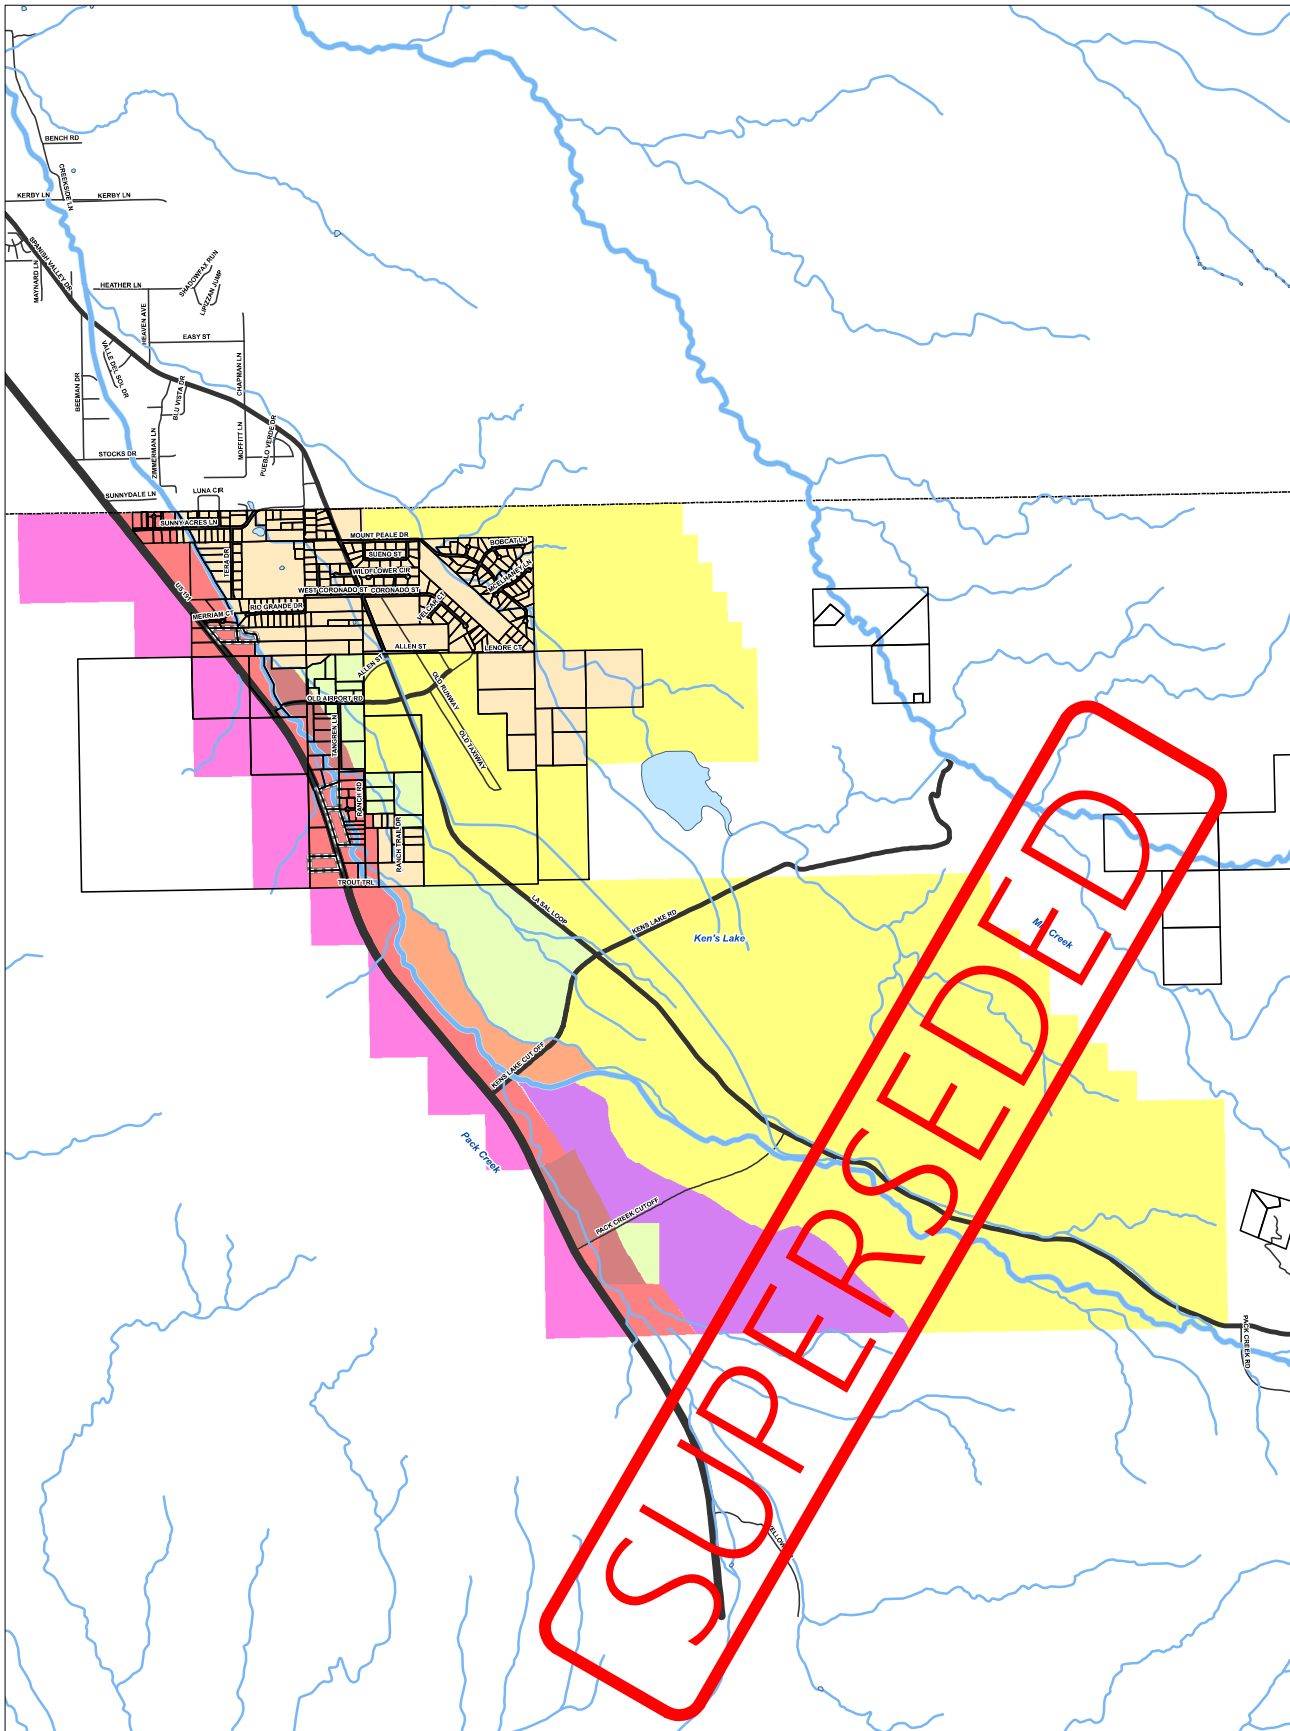 BENCH RD
CREEKSIDE LN
KERBY LN
KERBY LN
SPANISH VALLEY DR
MAYNARD LN
HEATHER LN
SHADOWFAX RUN
LIPIZZAN JUMP
HEAVEN AVE
EASY ST
VALLE DEL SOL DR
BEEMAN DR
BLU VISTA DR
CHAPMAN LN
ZIMMERMAN LN
MOFFITT LN
PUEBLO VERDE DR
STOCKS DR
SUNNYDALE LN
LUNA CIR
SUNNY ACRES LN
MOUNT PEALE DR
BOBCAT LN
SUENO ST
TERA DR
WILDFLOWER CIR
MCELHANEY LN
US 191
WEST CORONADO ST
CORONADO ST
RIO GRANDE DR
VELCAR CT
MERRIAM CT
ALLEN ST
LENORE CT
ALLEN ST
OLD RUNWAY
OLD AIRPORT RD
TANGREN LN
OLD TAXIWAY
RANCH RD
RANCH TRAIL DR
TROUT TRL
LA SAL LOOP
KENS LAKE RD
Ken's Lake
Creek
KENS LAKE CUT OFF
Pack Creek
PACK CREEK CUTOFF
PACK CREEK RD
SUPERSEDED